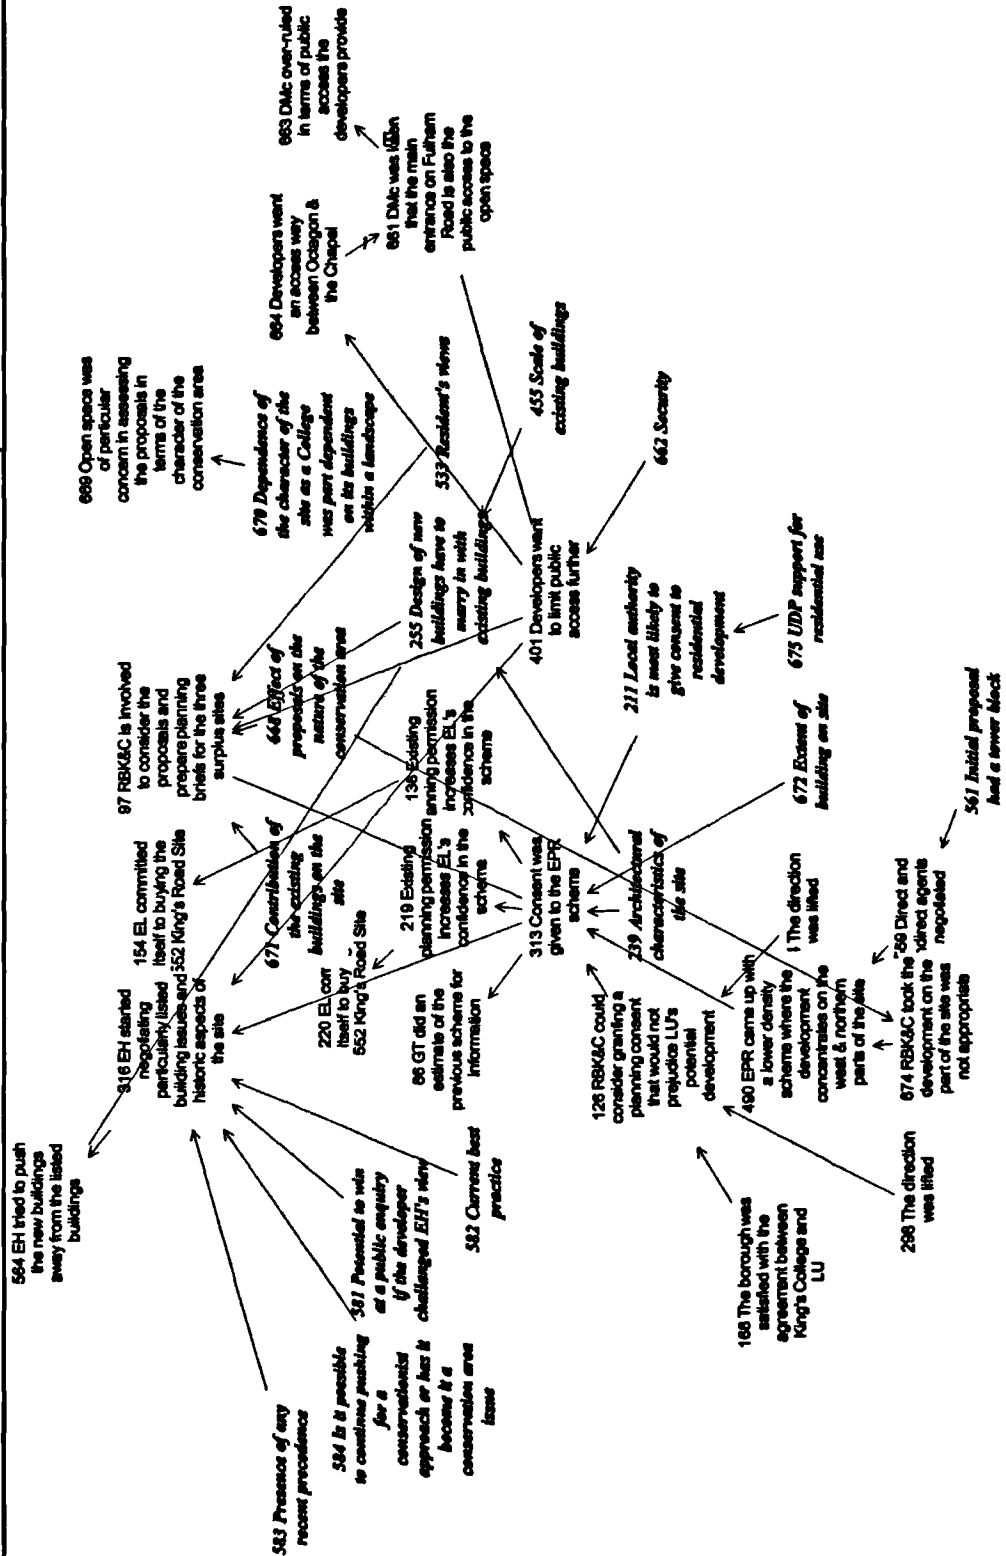 564 EH tried to push
the new buildings
away from the listed
buildings
316 EH started
negotiating
particularly listed
building issues and
historic aspects of
the site
154 EL committed
itself to buying the
552 King's Road Site
97 RBK&C is involved
to consider the
proposals and
prepare planning
briefs for the three
surplus sites
669 Open space was
of particular
concern in assessing
the proposals in
terms of the
character of the
conservation area
670 Dependence of
the character of the
site as a College
was part dependent
on its buildings
within a landscape
664 Developers want
an access way
between Octagon &
the Chapel
663 DMc over-ruled
in terms of public
access the
developers provide
661 DMc was
that the main
entrance on Fulham
Road is also the
public access to the
open space
583 Presence of any
recent precedence
584 Is it possible
to continue pushing
for a
conservationist
approach or has it
become it a
conservation area
issue
581 Potential to win
at a public enquiry
if the developer
challenged EH's view
582 Current best
practice
671 Contribution of
the existing
buildings on the
site
668 Effect of
proposals on the
nature of the
conservation area
255 Design of new
buildings have to
marry in with
existing buildings
533 Resident's views
455 Scale of
existing buildings
220 EL com
itself to buy
552 King's Road Site
219 Existing
planning permission
increases EL's
confidence in the
scheme
136 Existing
anning permission
increases EL's
confidence in the
scheme
401 Developers want
to limit public
access further
662 Security
86 GT did an
estimate of the
previous scheme for
information
313 Consent was
given to the EPR
scheme
211 Local authority
is most likely to
give consent to
residential
development
675 UDP support for
residential use
126 RBK&C could
consider granting a
planning consent
that would not
prejudice LU's
potential
development
239 Architectural
characteristics of
the site
672 Extent of
building on site
168 The borough was
satisfied with the
agreement between
King's College and
LU
490 EPR came up with
a lower density
scheme where the
development
concentrates on the
west & northern
parts of the site
The direction
was lifted
298 The direction
was lifted
674 RBK&C took the
development on the
part of the site was
not appropriate
Direct and
indirect agents
negotiated
561 Initial proposal
had a tower block